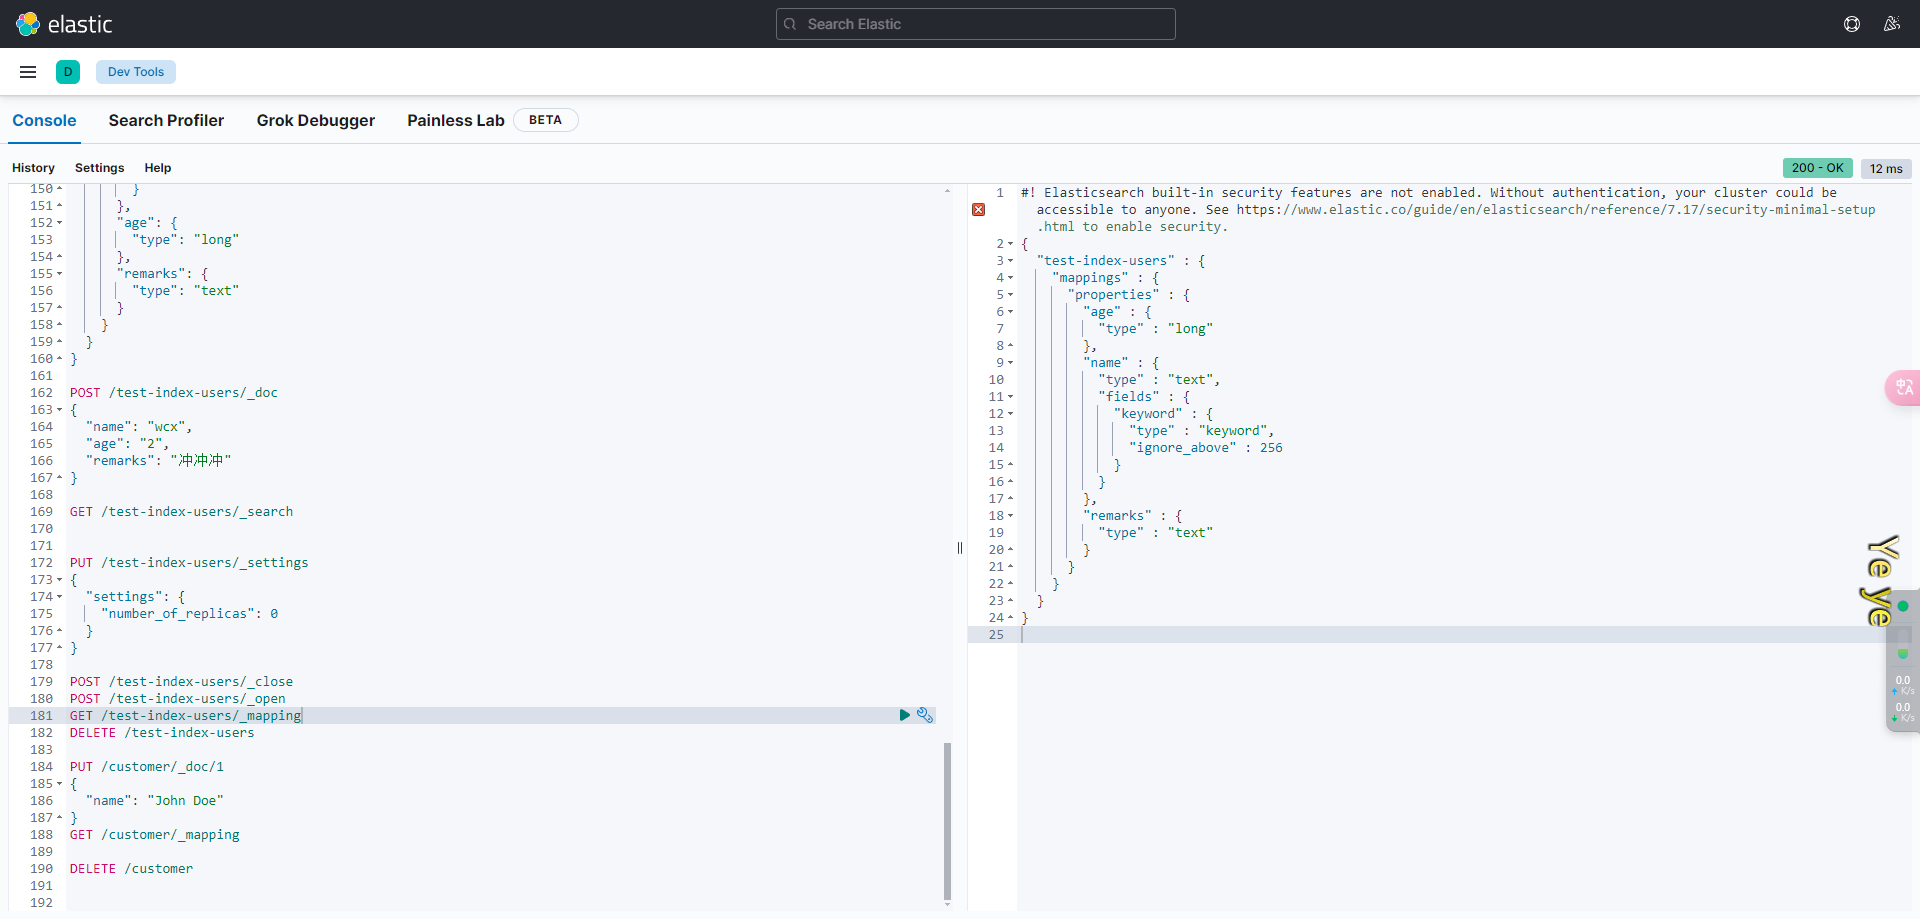 elastic
Search Elastic
D
Dev Tools
Console
Search Profiler
Grok Debugger
Painless Lab
BETA
History
Settings
Help
200 - OK
12 ms
150 }
151 },
152 "age": {
153 "type": "long"
154 },
155 "remarks": {
156 "type": "text"
157 }
158 }
159 }
160 }
161
162 POST /test-index-users/_doc
163 {
164 "name": "wcx",
165 "age": "2",
166 "remarks": "冲冲冲"
167 }
168
169 GET /test-index-users/_search
170
171
172 PUT /test-index-users/_settings
173 {
174 "settings": {
175 "number_of_replicas": 0
176 }
177 }
178
179 POST /test-index-users/_close
180 POST /test-index-users/_open
181 GET /test-index-users/_mapping
182 DELETE /test-index-users
183
184 PUT /customer/_doc/1
185 {
186 "name": "John Doe"
187 }
188 GET /customer/_mapping
189
190 DELETE /customer
191
192
1 #! Elasticsearch built-in security features are not enabled. Without authentication, your cluster could be
accessible to anyone. See https://www.elastic.co/guide/en/elasticsearch/reference/7.17/security-minimal-setup
.html to enable security.
2 {
3 "test-index-users" : {
4 "mappings" : {
5 "properties" : {
6 "age" : {
7 "type" : "long"
8 },
9 "name" : {
10 "type" : "text",
11 "fields" : {
12 "keyword" : {
13 "type" : "keyword",
14 "ignore_above" : 256
15 }
16 }
17 },
18 "remarks" : {
19 "type" : "text"
20 }
21 }
22 }
23 }
24 }
25
中A
Ye ye
0.0
K/s
0.0
K/s